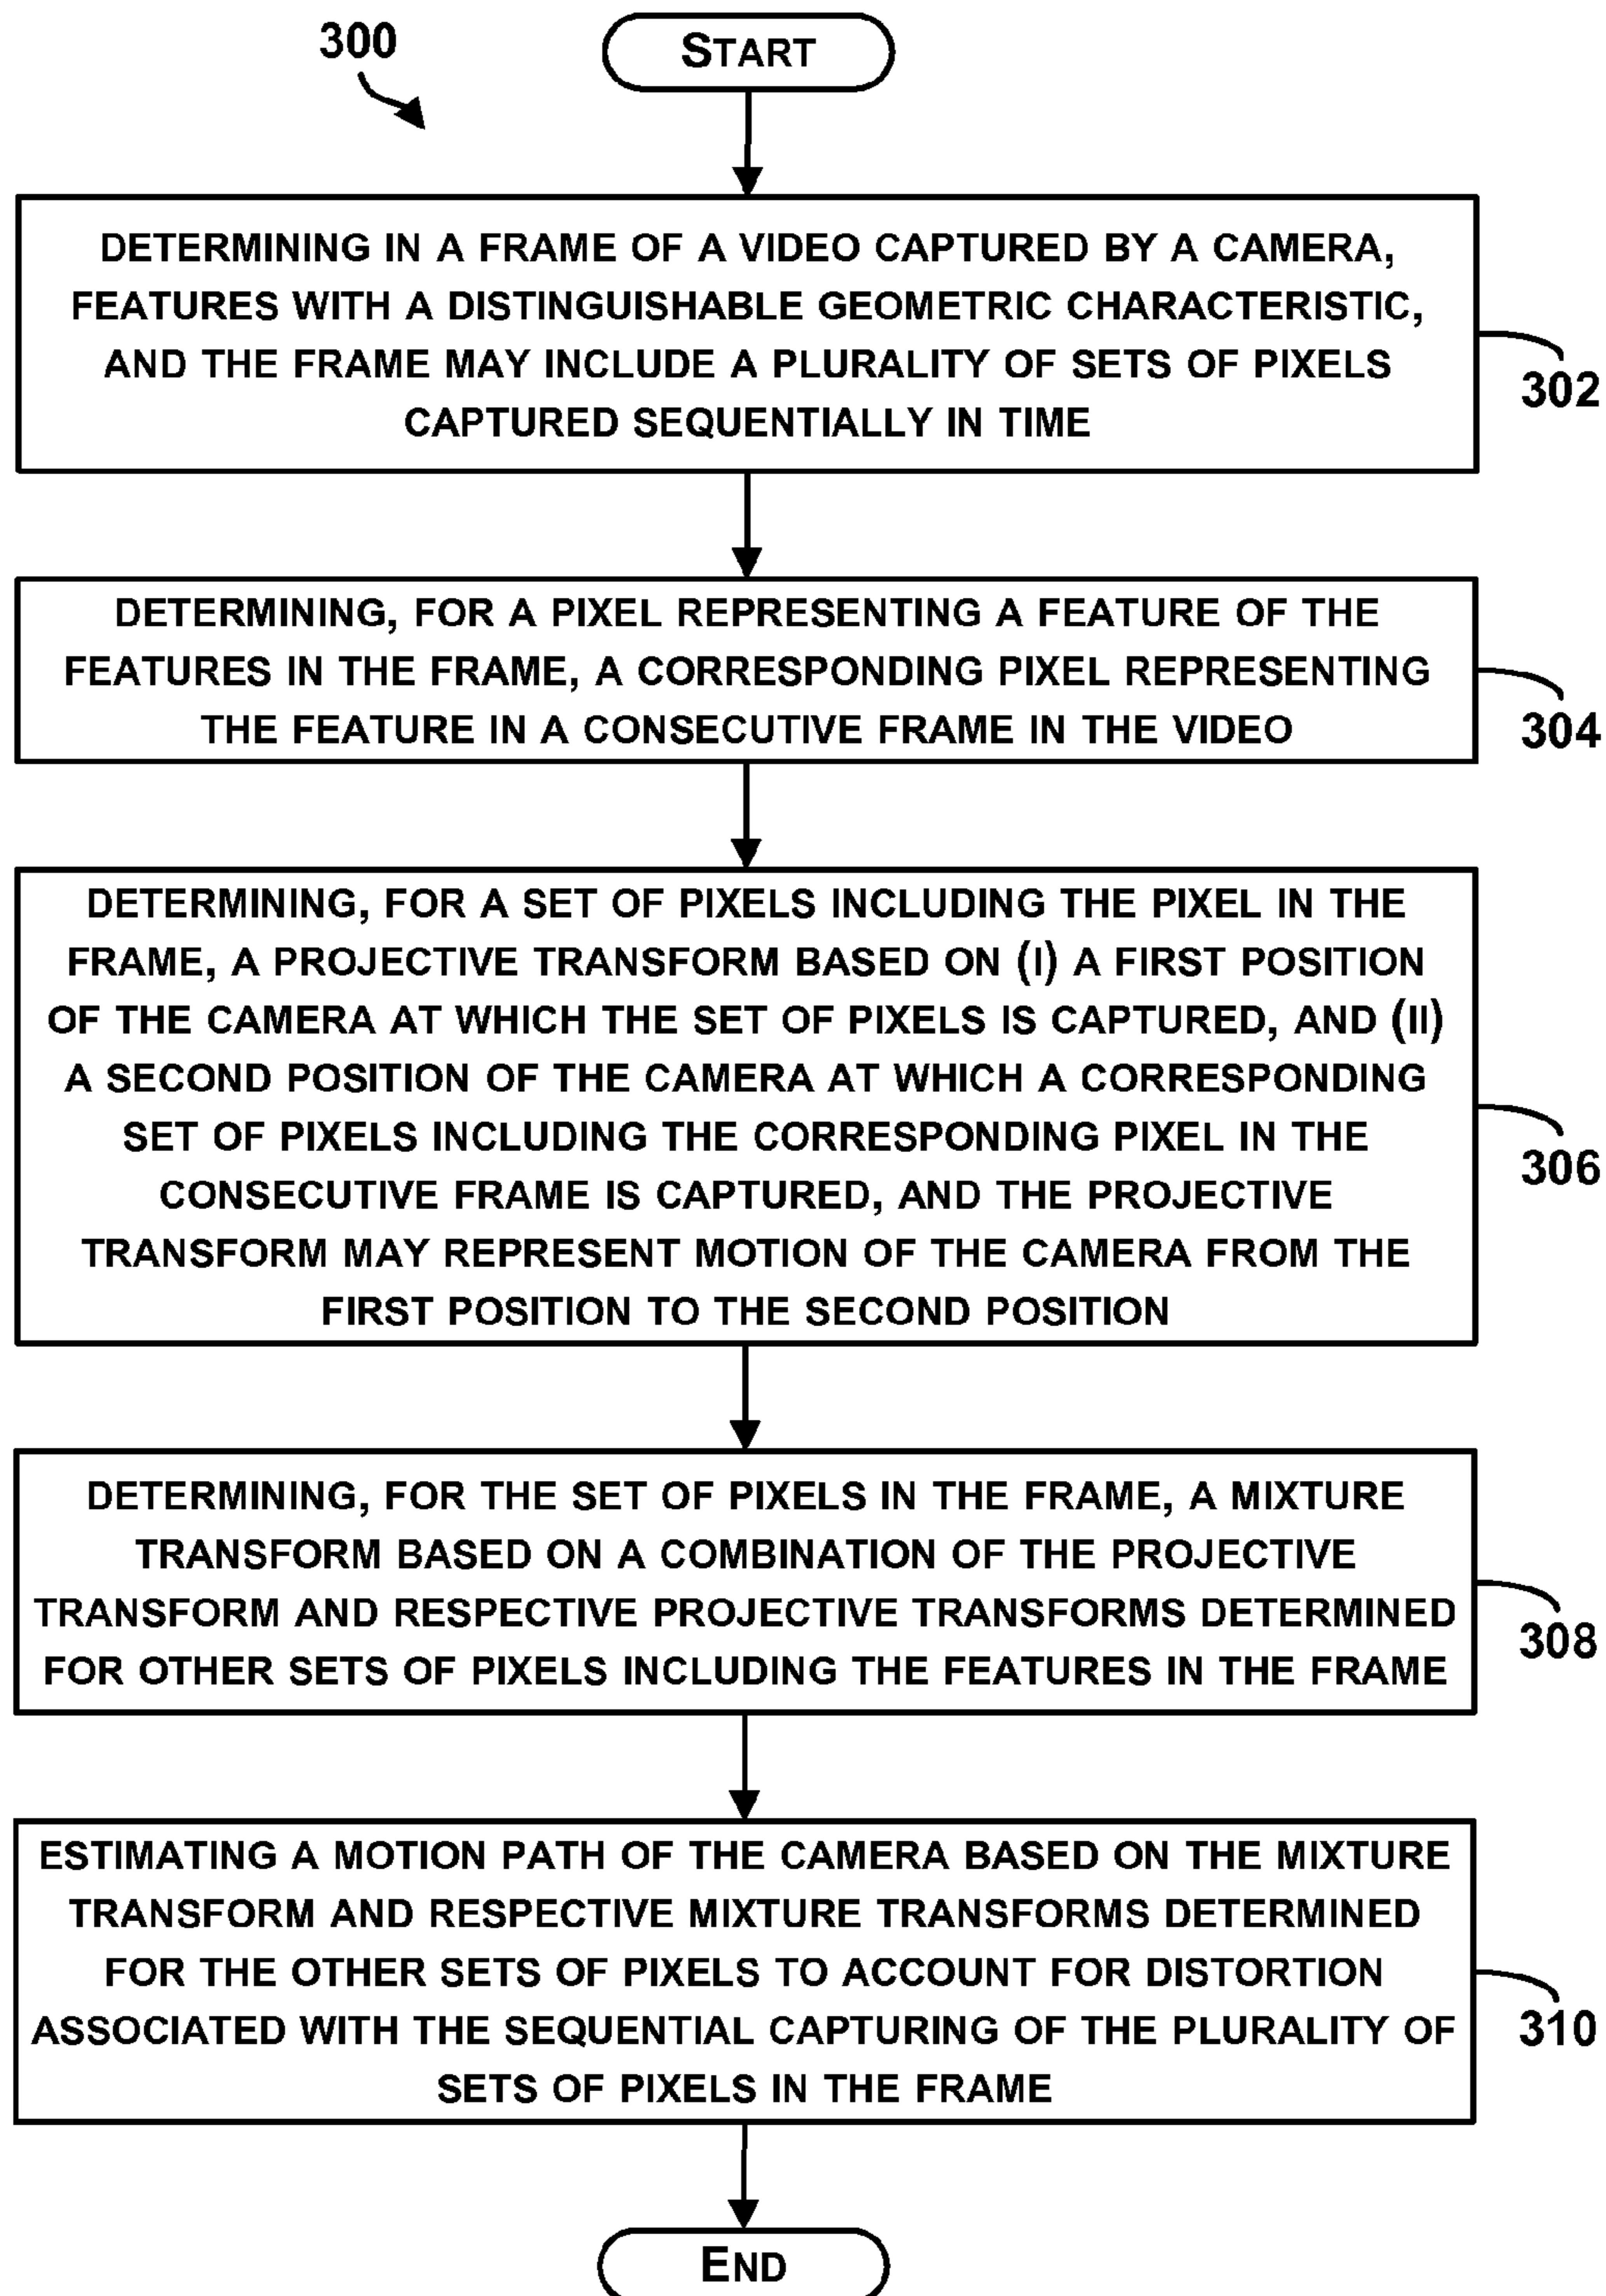 300
START
DETERMINING IN A FRAME OF A VIDEO CAPTURED BY A CAMERA,
FEATURES WITH A DISTINGUISHABLE GEOMETRIC CHARACTERISTIC,
AND THE FRAME MAY INCLUDE A PLURALITY OF SETS OF PIXELS
CAPTURED SEQUENTIALLY IN TIME
302
DETERMINING, FOR A PIXEL REPRESENTING A FEATURE OF THE
FEATURES IN THE FRAME, A CORRESPONDING PIXEL REPRESENTING
THE FEATURE IN A CONSECUTIVE FRAME IN THE VIDEO
304
DETERMINING, FOR A SET OF PIXELS INCLUDING THE PIXEL IN THE
FRAME, A PROJECTIVE TRANSFORM BASED ON (I) A FIRST POSITION
OF THE CAMERA AT WHICH THE SET OF PIXELS IS CAPTURED, AND (II)
A SECOND POSITION OF THE CAMERA AT WHICH A CORRESPONDING
SET OF PIXELS INCLUDING THE CORRESPONDING PIXEL IN THE
CONSECUTIVE FRAME IS CAPTURED, AND THE PROJECTIVE
TRANSFORM MAY REPRESENT MOTION OF THE CAMERA FROM THE
FIRST POSITION TO THE SECOND POSITION
306
DETERMINING, FOR THE SET OF PIXELS IN THE FRAME, A MIXTURE
TRANSFORM BASED ON A COMBINATION OF THE PROJECTIVE
TRANSFORM AND RESPECTIVE PROJECTIVE TRANSFORMS DETERMINED
FOR OTHER SETS OF PIXELS INCLUDING THE FEATURES IN THE FRAME
308
ESTIMATING A MOTION PATH OF THE CAMERA BASED ON THE MIXTURE
TRANSFORM AND RESPECTIVE MIXTURE TRANSFORMS DETERMINED
FOR THE OTHER SETS OF PIXELS TO ACCOUNT FOR DISTORTION
ASSOCIATED WITH THE SEQUENTIAL CAPTURING OF THE PLURALITY OF
SETS OF PIXELS IN THE FRAME
310
END